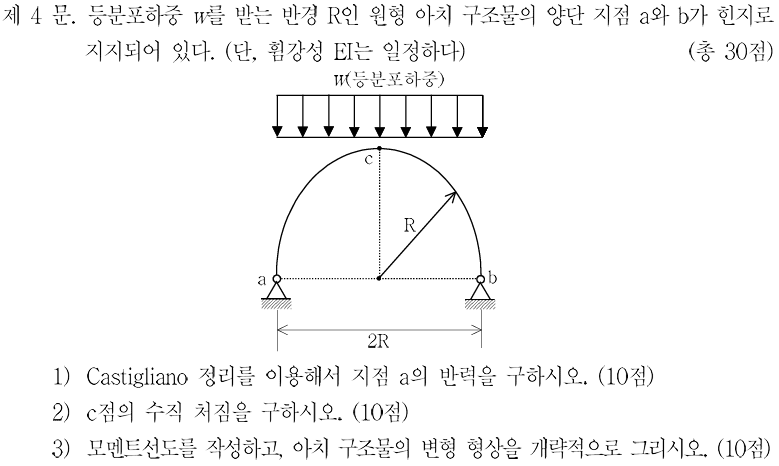 제 4 문. 등분포하중 w를 받는 반경 R인 원형 아치 구조물의 양단 지점 a와 b가 힌지로
지지되어 있다. (단, 휨강성 EI는 일정하다) (총 30점)
w(등분포하중)
c
R
a
b
2R
1) Castigliano 정리를 이용해서 지점 a의 반력을 구하시오. (10점)
2) c점의 수직 처짐을 구하시오. (10점)
3) 모멘트선도를 작성하고, 아치 구조물의 변형 형상을 개략적으로 그리시오. (10점)